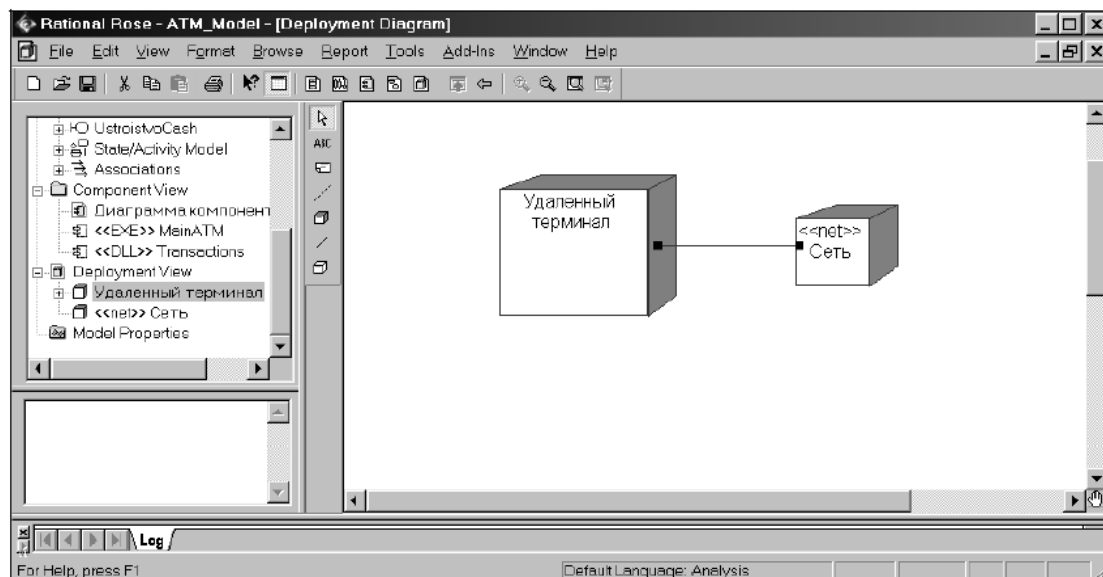 Rational Rose - ATM_Model - [Deployment Diagram]
File Edit View Format Browse Report Tools Add-Ins Window Help
UstroistvoCash
State/Activity Model
Associations
Component View
Диаграмма компонент
<<EXE>> MainATM
<<DLL>> Transactions
Deployment View
Удаленный терминал
<<net>> Сеть
Model Properties
ABC
Удаленный
терминал
<<net>>
Сеть
Log
For Help, press F1
Default Language: Analysis